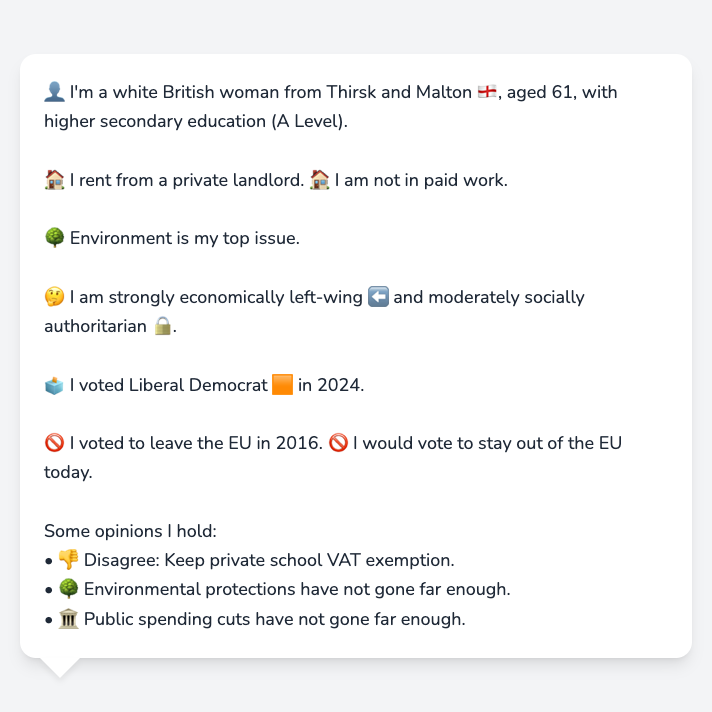 👤 I'm a white British woman from Thirsk and Malton 🏴󠁧󠁢󠁥󠁮󠁧󠁿, aged 61, with
higher secondary education (A Level).
🏠 I rent from a private landlord. 🏠 I am not in paid work.
🌳 Environment is my top issue.
🤔 I am strongly economically left-wing ⬅️ and moderately socially
authoritarian 🔒.
🗳️ I voted Liberal Democrat 🟧 in 2024.
🚫 I voted to leave the EU in 2016. 🚫 I would vote to stay out of the EU
today.
Some opinions I hold:
• 👎 Disagree: Keep private school VAT exemption.
• 🌳 Environmental protections have not gone far enough.
• 🏛️ Public spending cuts have not gone far enough.